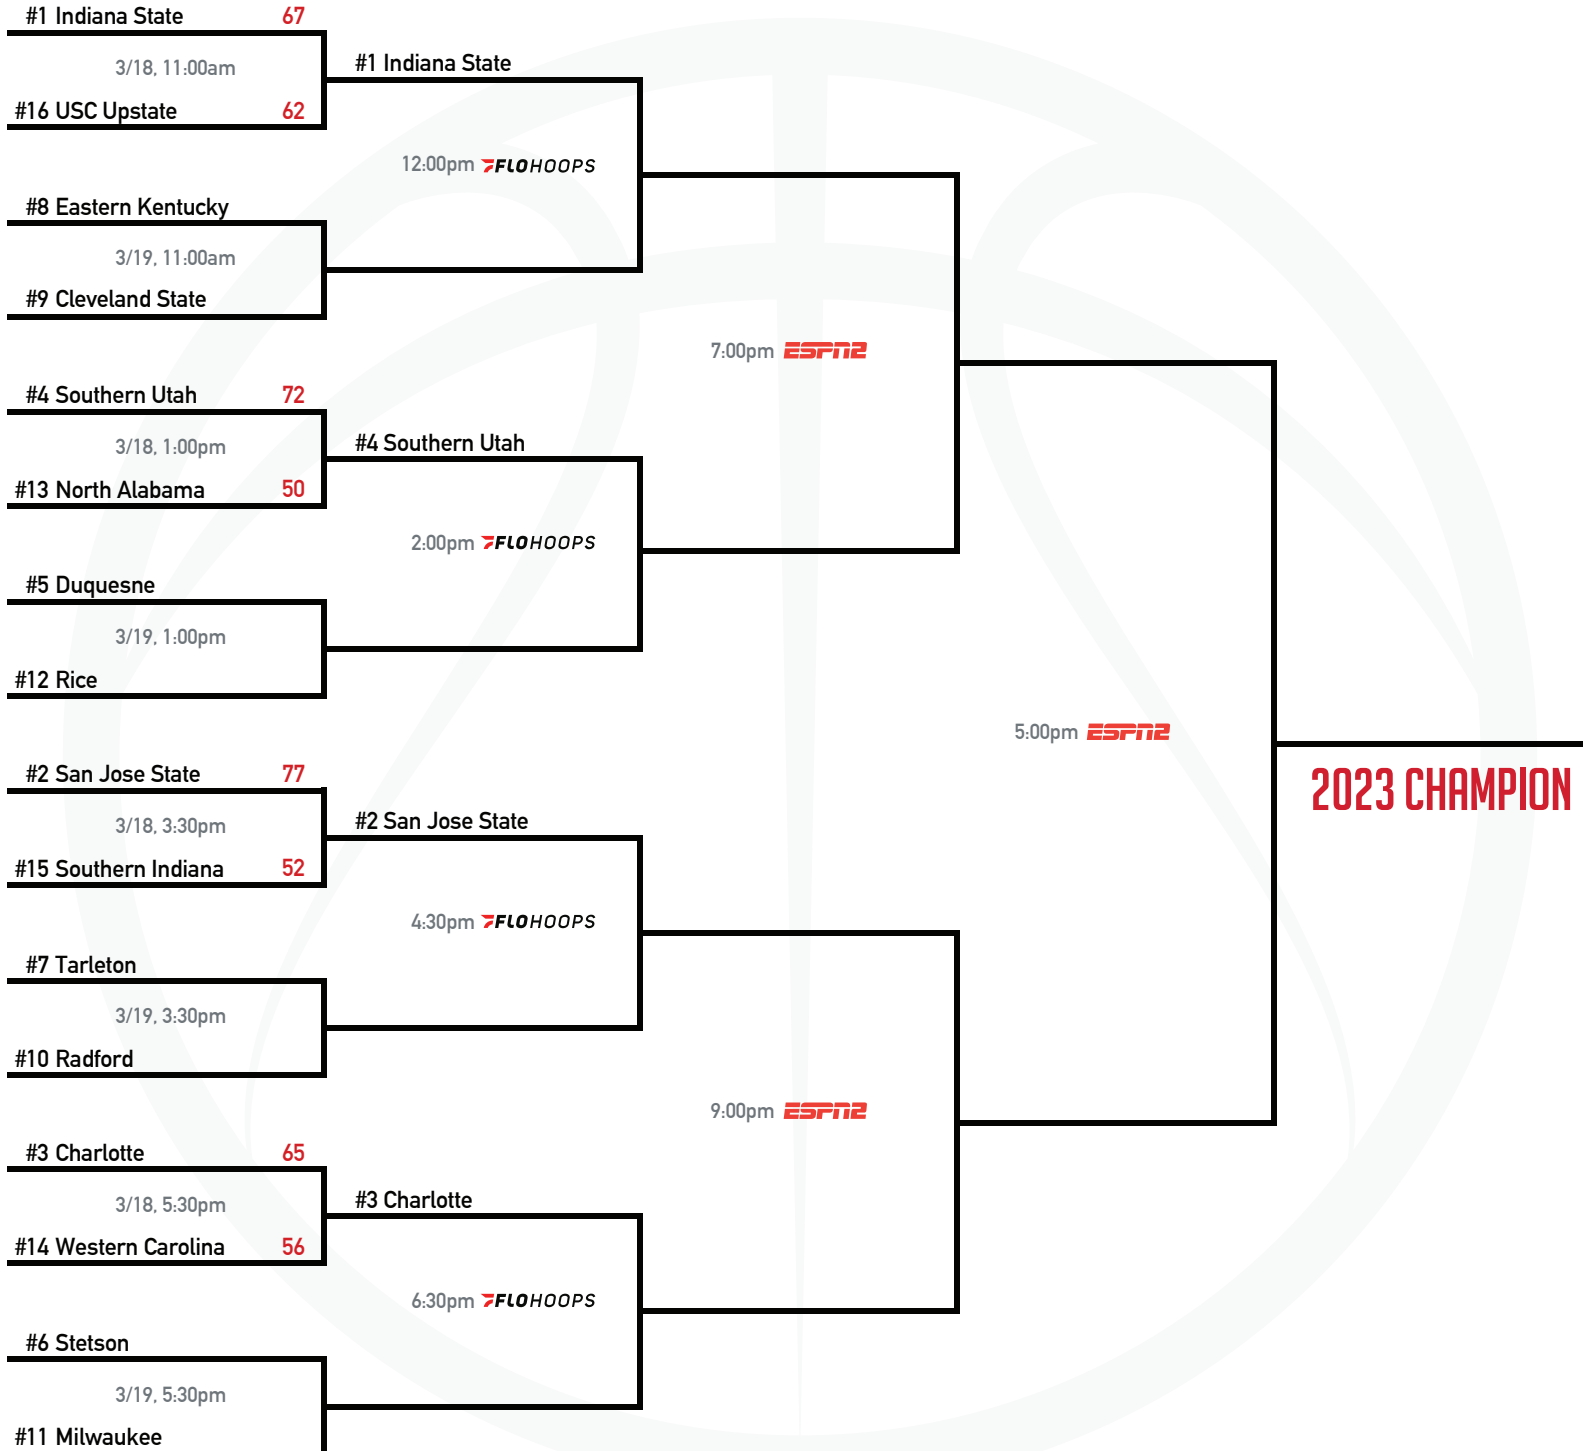 #1 Indiana State 67
3/18, 11:00am
#16 USC Upstate 62
#1 Indiana State
12:00pm FLOHOOPS
#8 Eastern Kentucky
3/19, 11:00am
#9 Cleveland State
7:00pm ESPN2
#4 Southern Utah 72
3/18, 1:00pm
#13 North Alabama 50
#4 Southern Utah
2:00pm FLOHOOPS
#5 Duquesne
3/19, 1:00pm
#12 Rice
5:00pm ESPN2
2023 CHAMPION
#2 San Jose State 77
3/18, 3:30pm
#15 Southern Indiana 52
#2 San Jose State
4:30pm FLOHOOPS
#7 Tarleton
3/19, 3:30pm
#10 Radford
9:00pm ESPN2
#3 Charlotte 65
3/18, 5:30pm
#14 Western Carolina 56
#3 Charlotte
6:30pm FLOHOOPS
#6 Stetson
3/19, 5:30pm
#11 Milwaukee